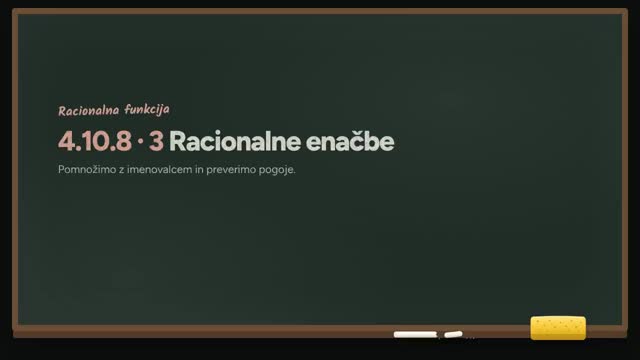 Racionalna funkcija
4.10.8 · 3 Racionalne enačbe
Pomnožimo z imenovalcem in preverimo pogoje.